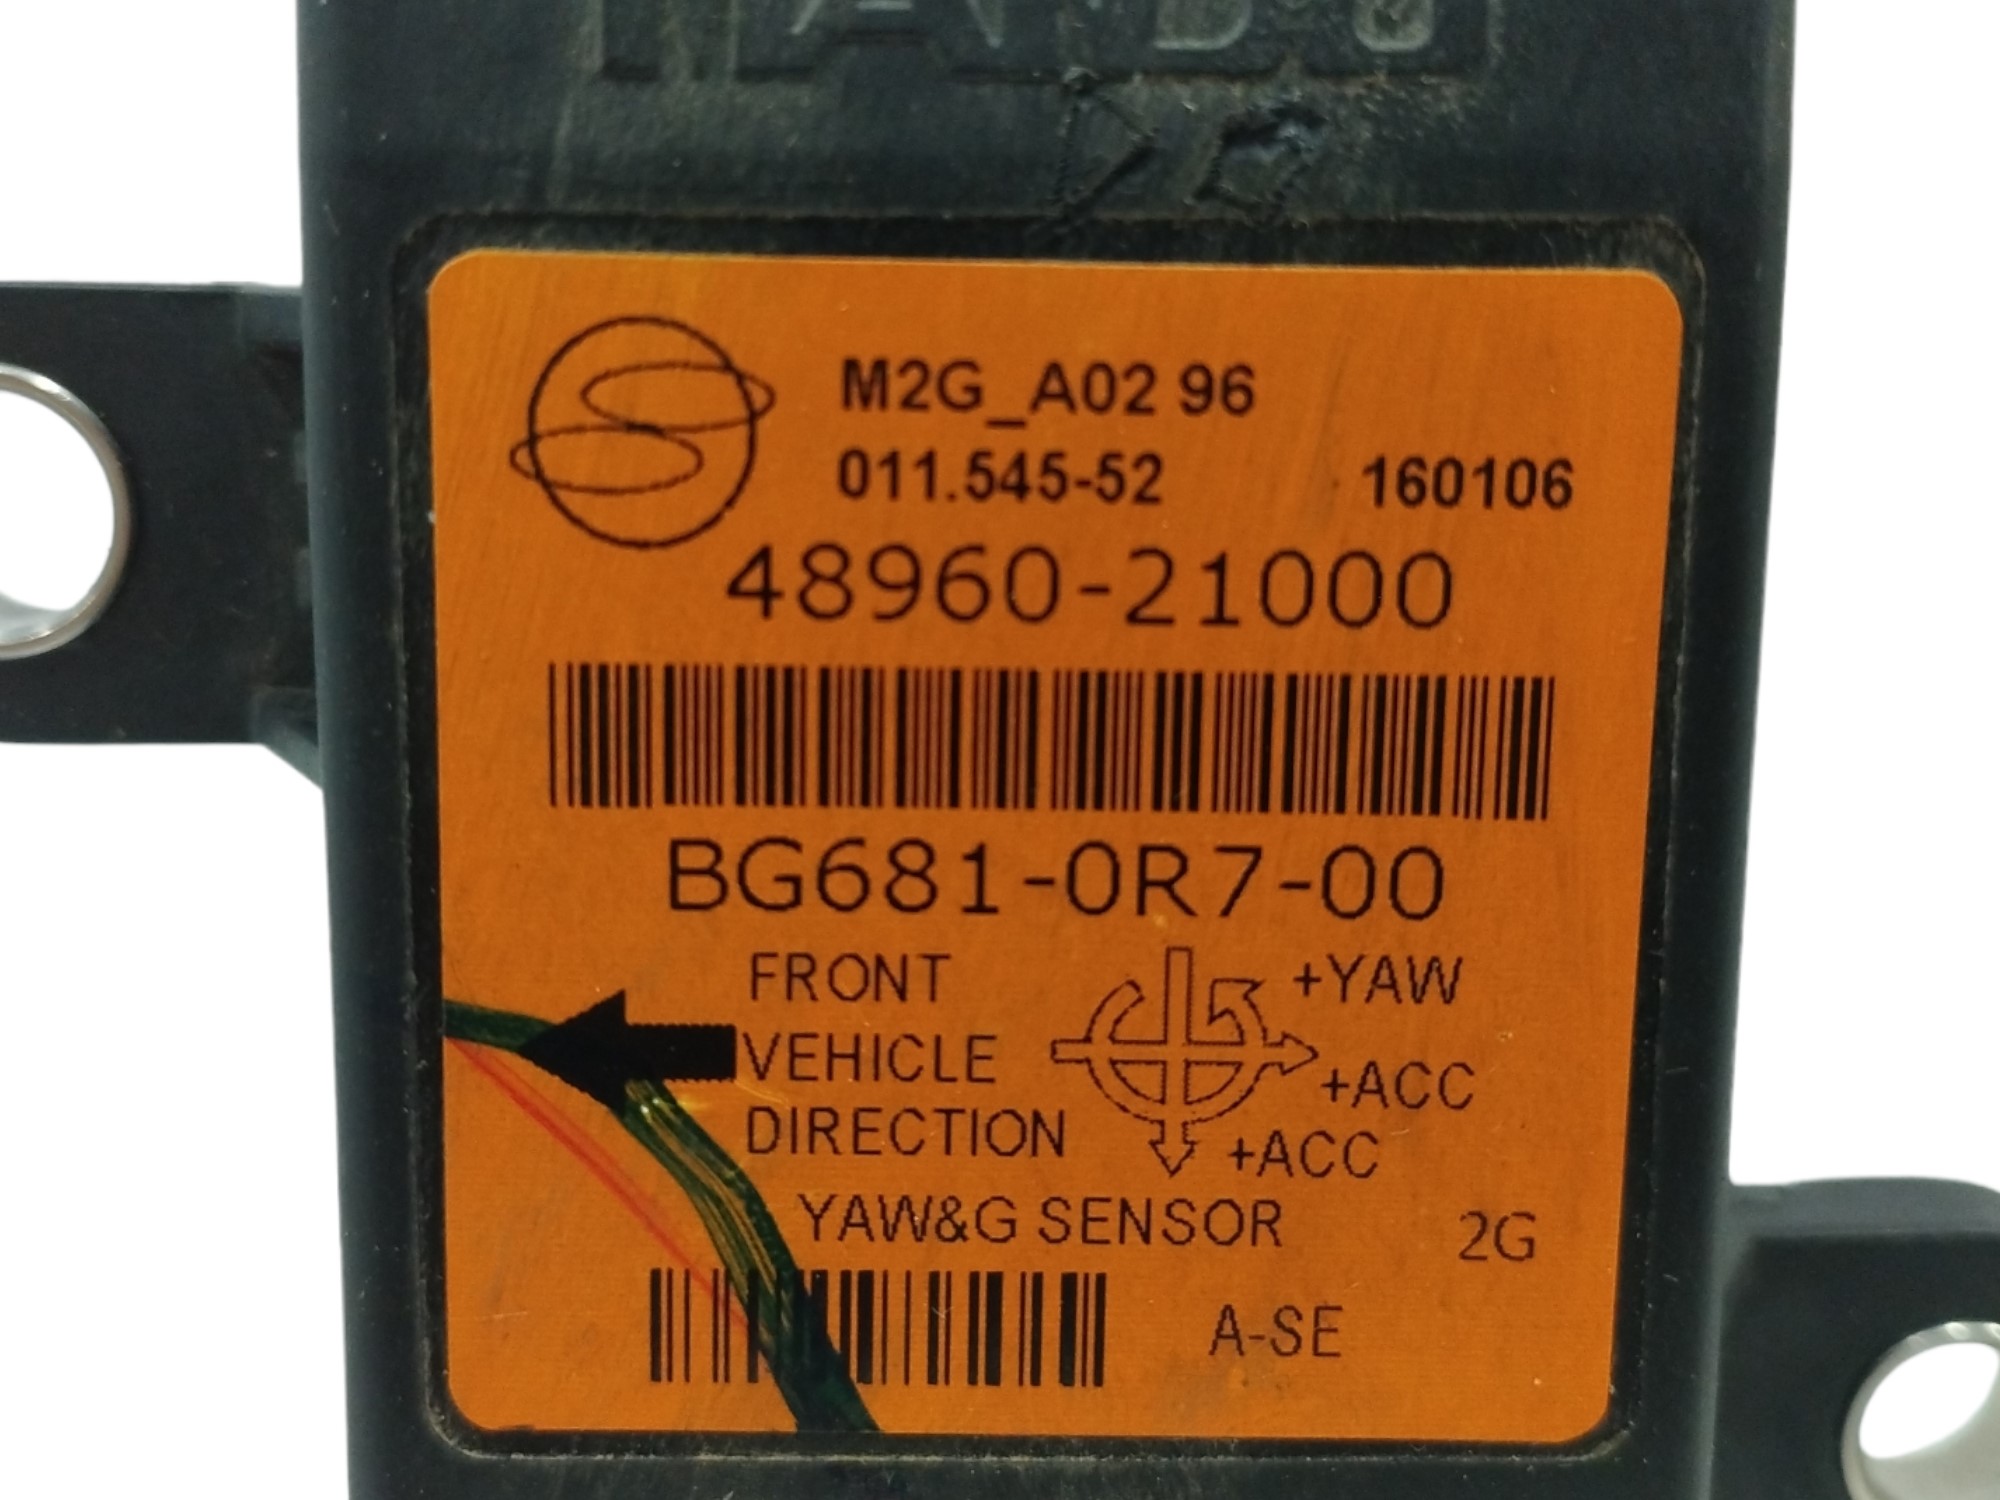 M2G_A02 96
011.545-52 160106
48960-21000
BG681-0R7-00
FRONT
VEHICLE
DIRECTION
+YAW
+ACC
+ACC
YAW&G SENSOR 2G
A-SE